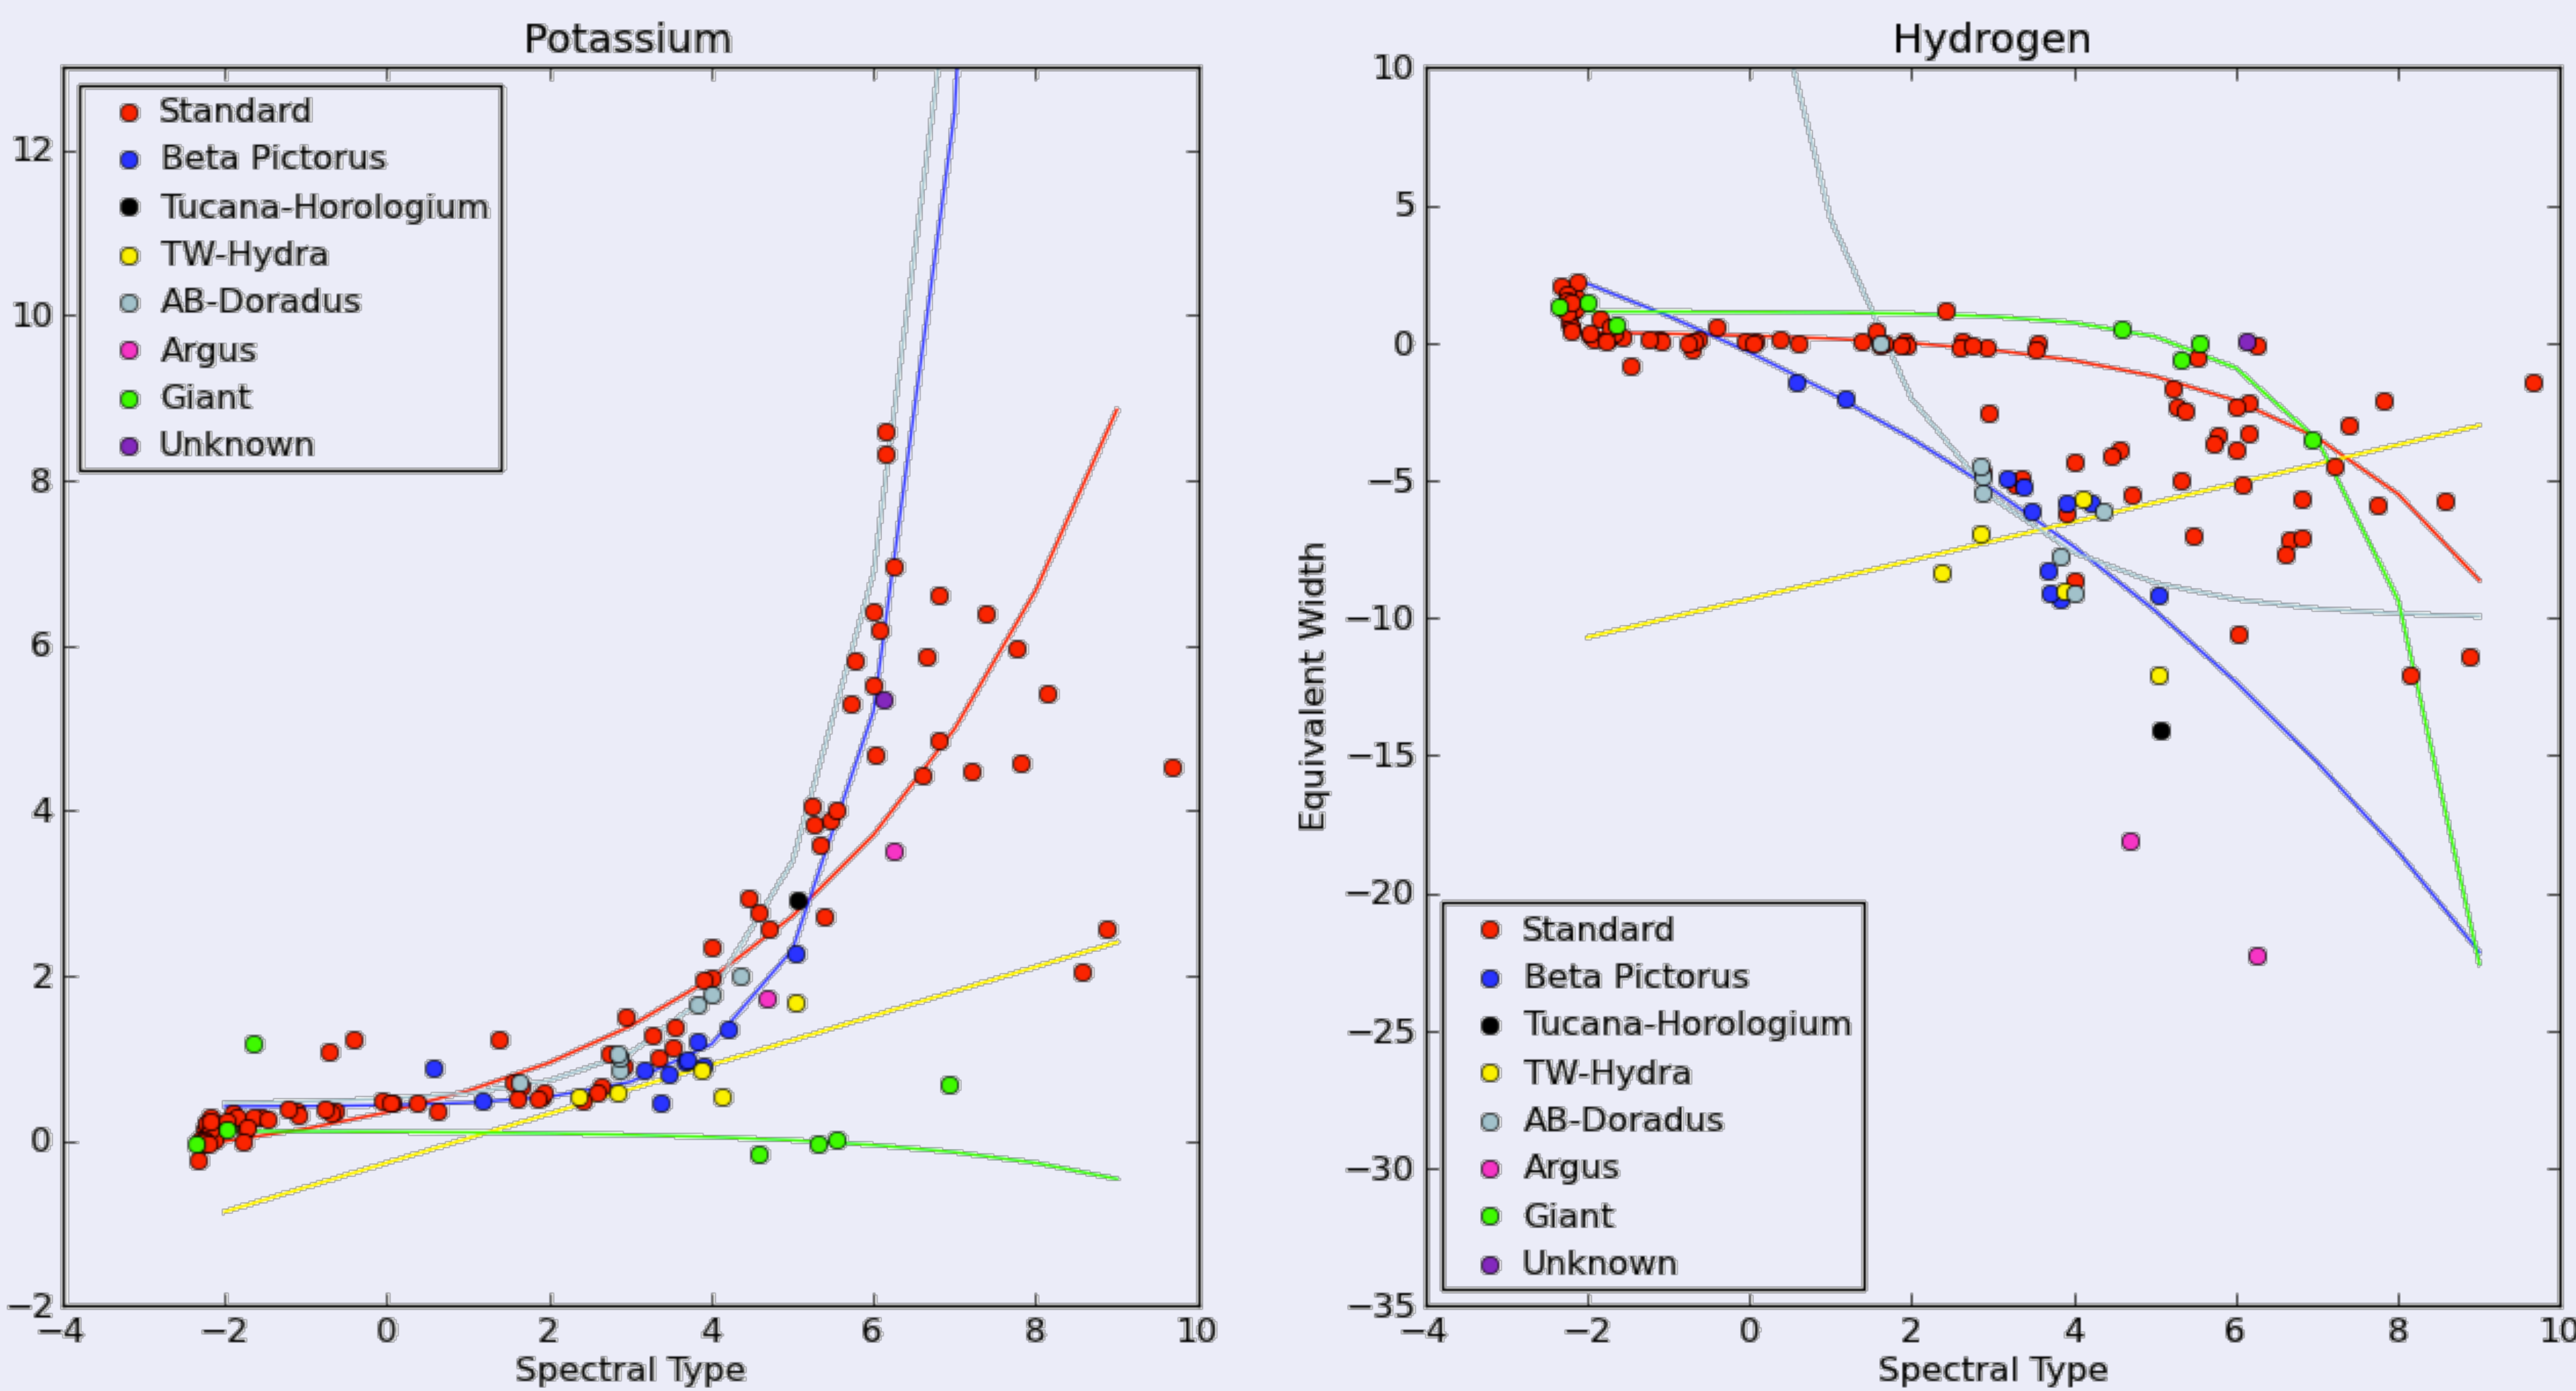 Potassium
Standard
Beta Pictorus
Tucana-Horologium
TW-Hydra
AB-Doradus
Argus
Giant
Unknown
12
10
8
6
4
2
0
−2
−4
−2
0
2
4
6
8
10
Spectral Type
Hydrogen
Equivalent Width
10
5
0
−5
−10
−15
−20
−25
−30
−35
Standard
Beta Pictorus
Tucana-Horologium
TW-Hydra
AB-Doradus
Argus
Giant
Unknown
−4
−2
0
2
4
6
8
10
Spectral Type